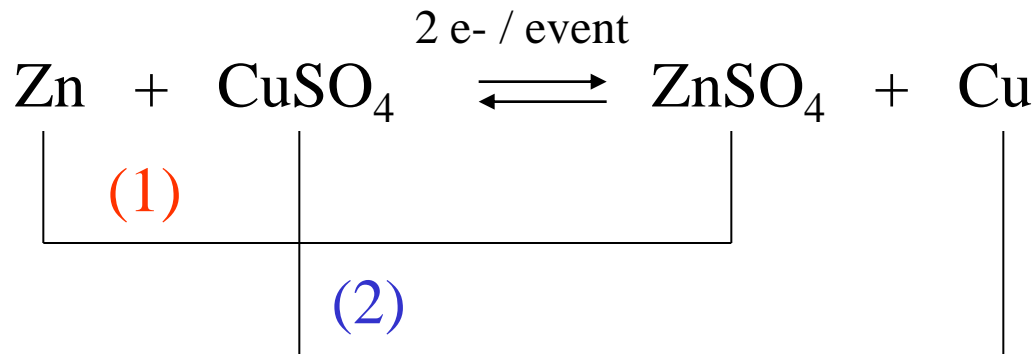 2 e- / event
Zn + CuSO₄ ⇌ ZnSO₄ + Cu
(1)
(2)